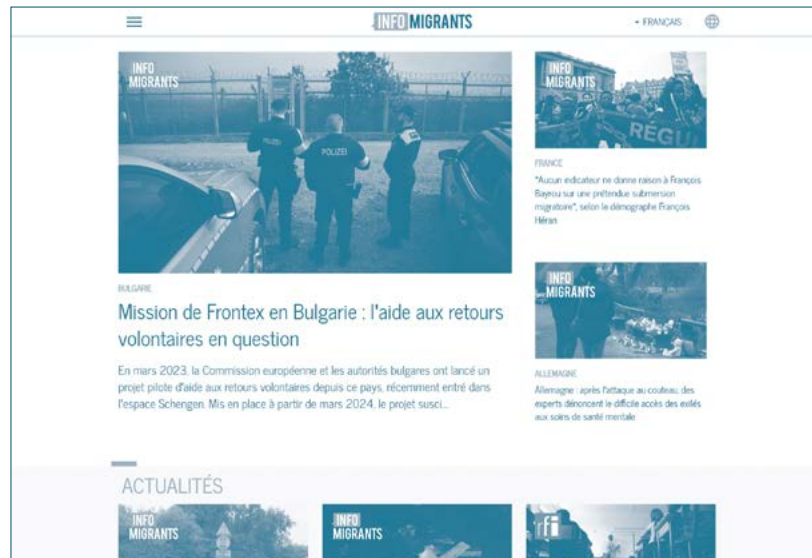 INFO MIGRANTS
FRANÇAIS
INFO
MIGRANTS
POLIZEI
POLIZEI
BULGARIE
Mission de Frontex en Bulgarie : l'aide aux retours
volontaires en question
En mars 2023, la Commission européenne et les autorités bulgares ont lancé un
projet pilote d'aide aux retours volontaires depuis ce pays, récemment entré dans
l'espace Schengen. Mis en place à partir de mars 2024, le projet susci...
INFO
MIGRANTS
REGU
FRANCE
"Aucun indicateur ne donne raison à François
Bayrou sur une prétendue submersion
migratoire", selon le démographe François
Héran
INFO
MIGRANTS
ALLEMAGNE
Allemagne : après l'attaque au couteau, des
experts dénoncent le difficile accès des exilés
aux soins de santé mentale
ACTUALITÉS
INFO
MIGRANTS
INFO
MIGRANTS
rfi